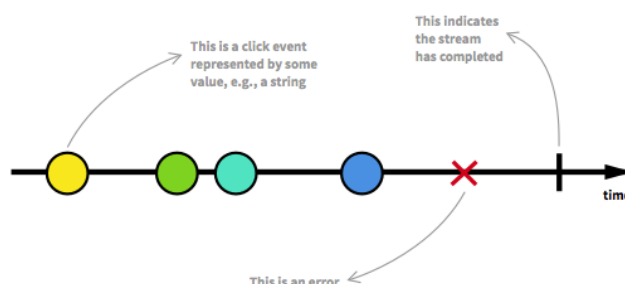 This is a click event
represented by some
value, e.g., a string
This indicates
the stream
has completed
time
This is an error